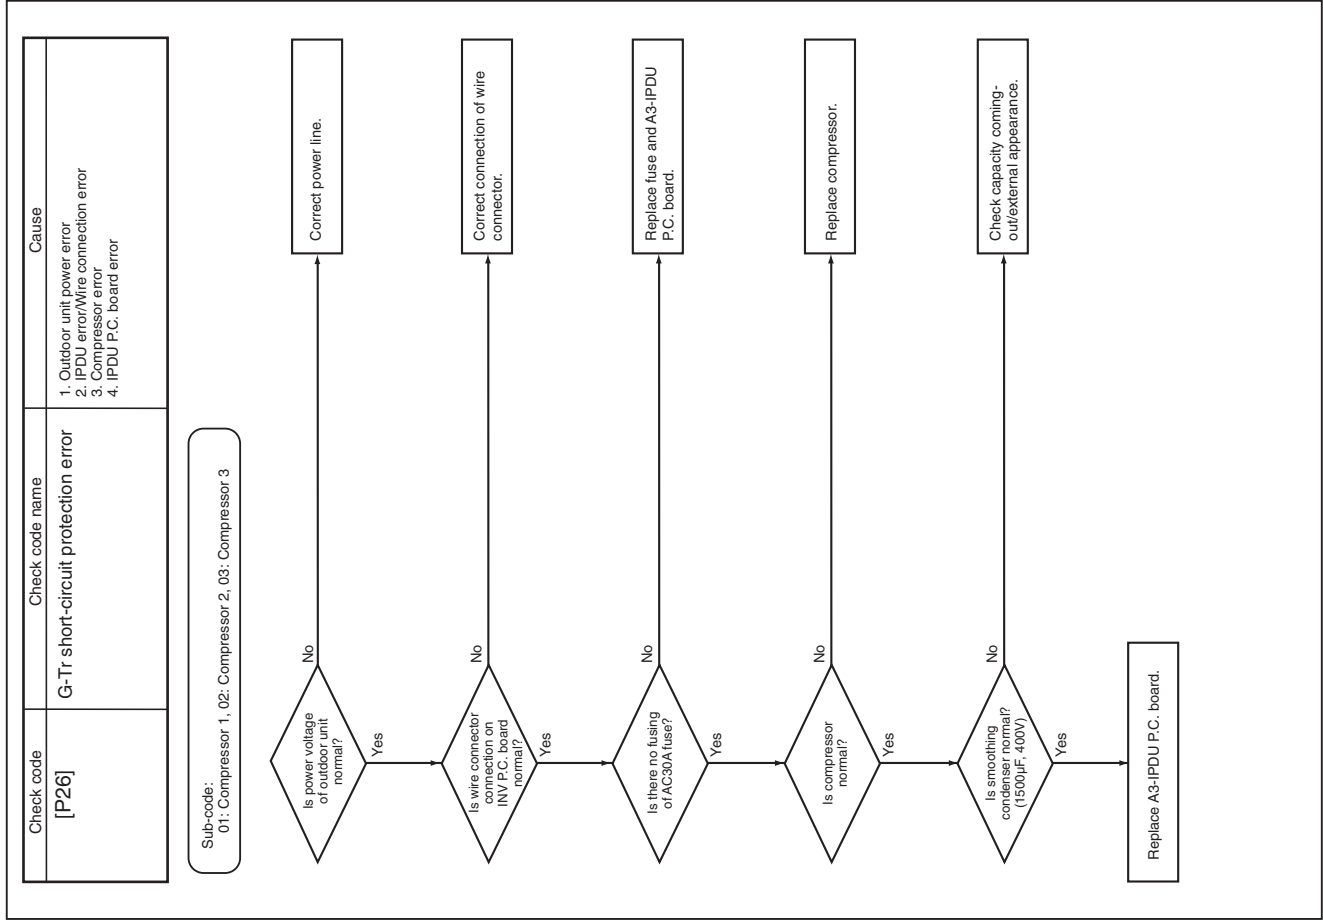 Check code
Check code name
Cause
[P26]
G-Tr short-circuit protection error
1. Outdoor unit power error
2. IPDU error/Wire connection error
3. Compressor error
4. IPDU P.C. board error
Sub-code:
01: Compressor 1, 02: Compressor 2, 03: Compressor 3
Is power voltage
of outdoor unit
normal?
No
Correct power line.
Yes
Is wire connector
connection on
INV P.C. board
normal?
No
Correct connection of wire
connector.
Yes
Is there no fusing
of AC30A fuse?
No
Replace fuse and A3-IPDU
P.C. board.
Yes
Is compressor
normal?
No
Replace compressor.
Yes
Is smoothing
condenser normal?
(1500µF, 400V)
No
Check capacity coming-
out/external appearance.
Yes
Replace A3-IPDU P.C. board.